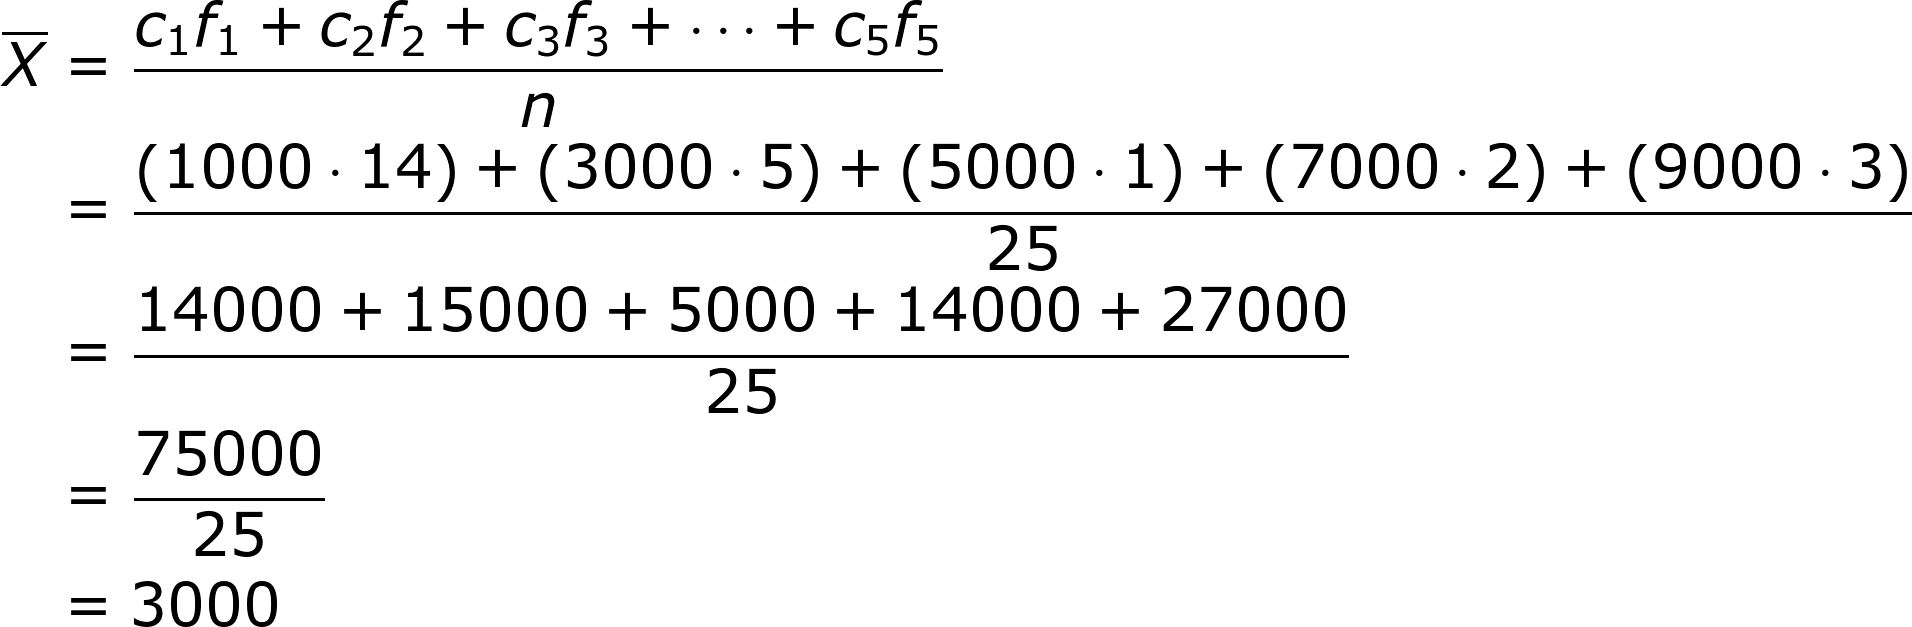 X̅ = (c₁f₁ + c₂f₂ + c₃f₃ + ··· + c₅f₅) / n
= ((1000 · 14) + (3000 · 5) + (5000 · 1) + (7000 · 2) + (9000 · 3)) / 25
= (14000 + 15000 + 5000 + 14000 + 27000) / 25
= 75000 / 25
= 3000